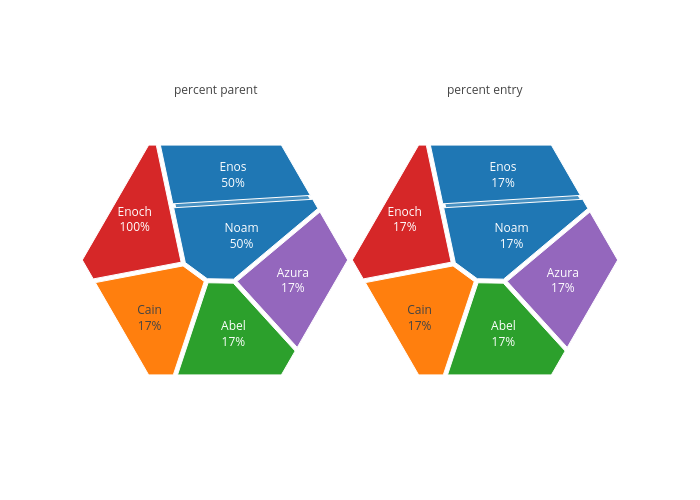 percent parent
Enos
50%
Enoch
100%
Noam
50%
Azura
17%
Cain
17%
Abel
17%
percent entry
Enos
17%
Enoch
17%
Noam
17%
Azura
17%
Cain
17%
Abel
17%